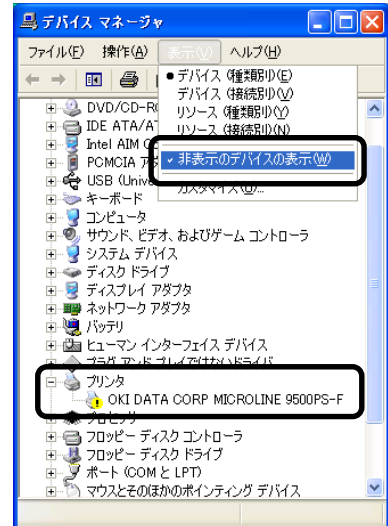 デバイス マネージャ
ファイル(F) 操作(A) 表示(V) ヘルプ(H)
デバイス (種類別)(E)
デバイス (接続別)(V)
リソース (種類別)(Y)
リソース (接続別)(N)
非表示のデバイスの表示(W)
カスタマイズ(U)...
DVD/CD-R
IDE ATA/AT
Intel AIM
PCMCIA アダ
USB (Unive
キーボード
コンピュータ
サウンド、ビデオ、およびゲーム コントローラ
システム デバイス
ディスク ドライブ
ディスプレイ アダプタ
ネットワーク アダプタ
バッテリ
ヒューマン インターフェイス デバイス
プラグ アンド プレイではないドライバ
プリンタ
OKI DATA CORP MICROLINE 9500PS-F
プロセッサ
フロッピー ディスク コントローラ
フロッピー ディスク ドライブ
ポート (COM と LPT)
マウスとそのほかのポインティング デバイス